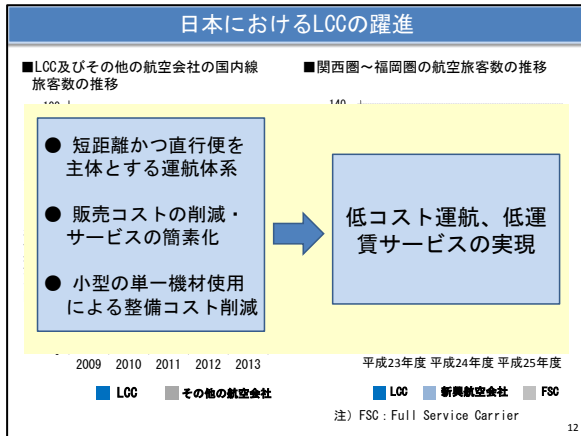 日本におけるLCCの躍進
■LCC及びその他の航空会社の国内線
旅客数の推移
■関西圏～福岡圏の航空旅客数の推移
140
● 短距離かつ直行便を
主体とする運航体系
● 販売コストの削減・
サービスの簡素化
● 小型の単一機材使用
による整備コスト削減
低コスト運航、低運
賃サービスの実現
2009 2010 2011 2012 2013
平成23年度 平成24年度 平成25年度
LCC その他の航空会社
LCC 新興航空会社 FSC
注）FSC：Full Service Carrier
12